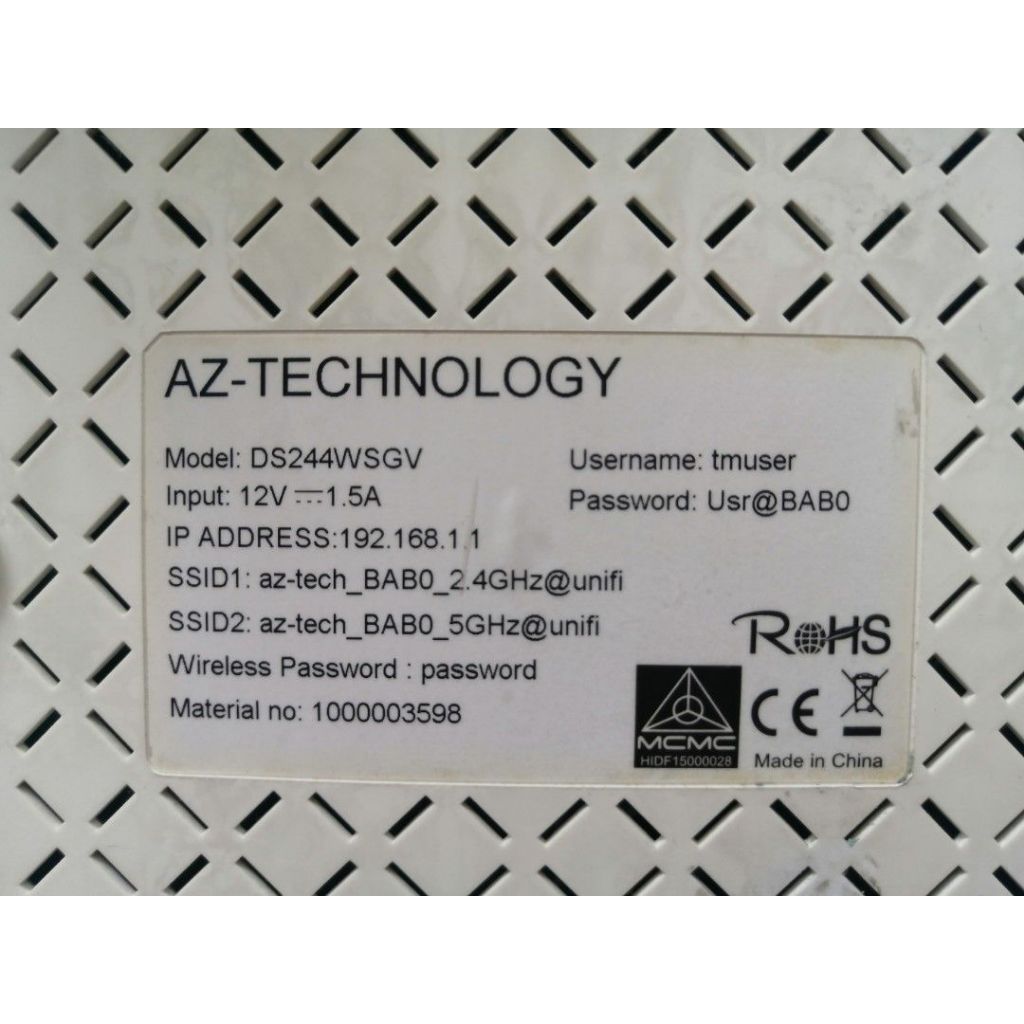 AZ-TECHNOLOGY
Model: DS244WSGV
Input: 12V ⎓ 1.5A
IP ADDRESS:192.168.1.1
SSID1: az-tech_BAB0_2.4GHz@unifi
SSID2: az-tech_BAB0_5GHz@unifi
Wireless Password : password
Material no: 1000003598
Username: tmuser
Password: Usr@BAB0
RoHS
MCMC
HIDF15000028
CE
Made in China